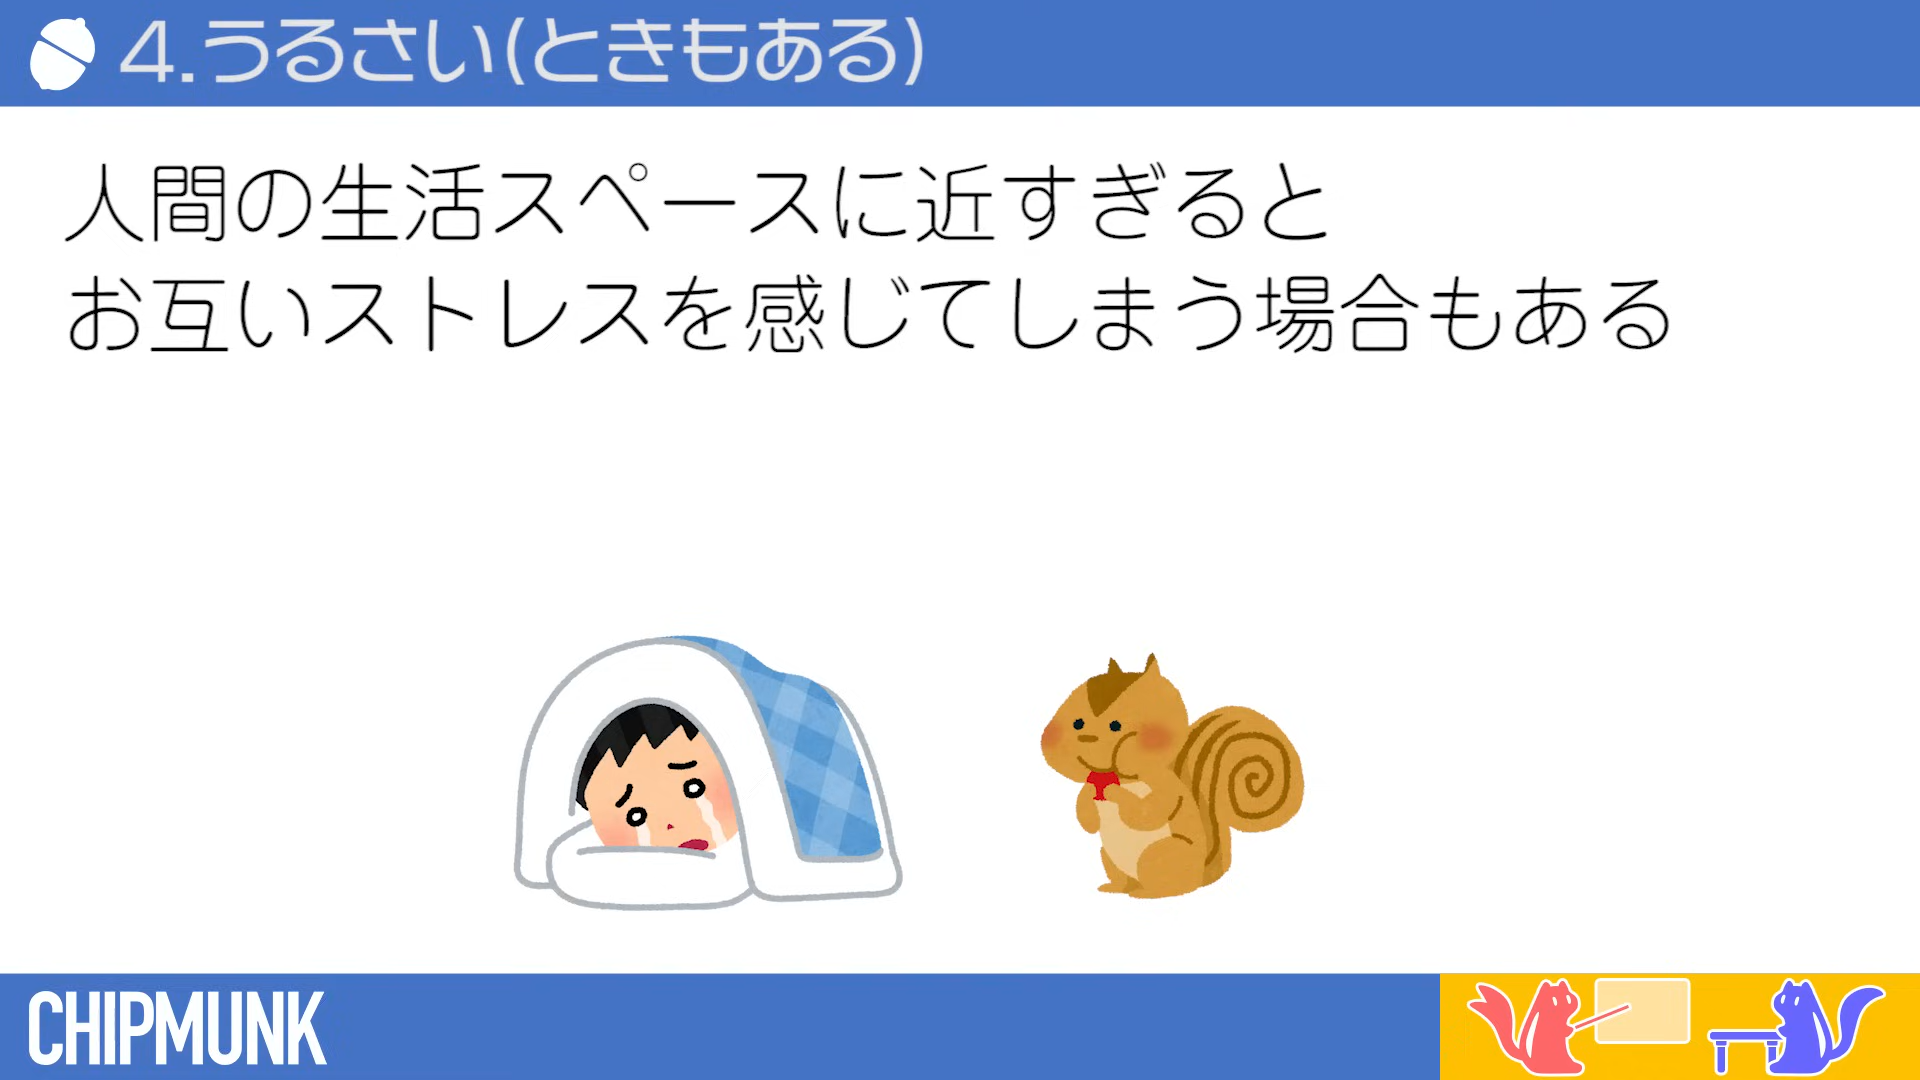 4.うるさい(ときもある)
人間の生活スペースに近すぎると
お互いストレスを感じてしまう場合もある
CHIPMUNK